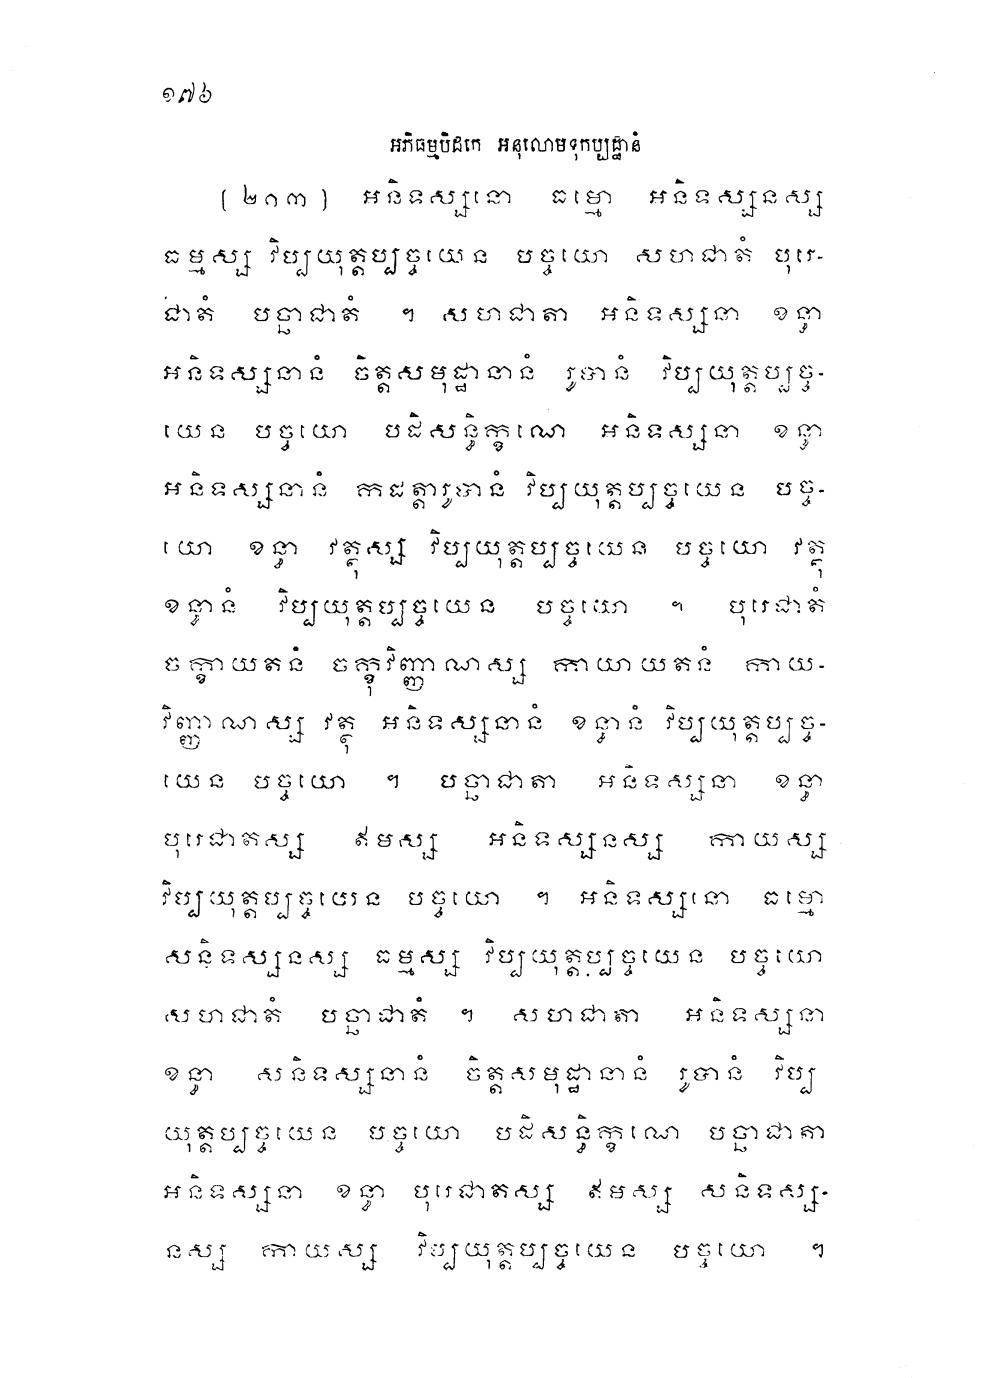 ១៧៦
អភិធម្មបិដកេ អនុលោមទុកប្បដ្ឋានំ
(២១៣) អនិទស្សនោ ធម្មោ អនិទស្សនស្ស
ធម្មស្ស វិប្បយុត្តប្បច្ចយេន បច្ចយោ សហជាតំ បុរេ-
ជាតំ បច្ឆាជាតំ ។ សហជាតា អនិទស្សនា ខន្ធា
អនិទស្សនានំ ចិត្តសមុដ្ឋានានំ រូបានំ វិប្បយុត្តប្បច្ច-
យេន បច្ចយោ បដិសន្ធិក្ខណេ អនិទស្សនា ខន្ធា
អនិទស្សនានំ កដត្តារូបានំ វិប្បយុត្តប្បច្ចយេន បច្ច-
យោ ខន្ធា វត្ថុស្ស វិប្បយុត្តប្បច្ចយេន បច្ចយោ វត្ថុ
ខន្ធានំ វិប្បយុត្តប្បច្ចយេន បច្ចយោ ។ បុរេជាតំ
ចក្ខាយតនំ ចក្ខុវិញ្ញាណស្ស កាយាយតនំ កាយ-
វិញ្ញាណស្ស វត្ថុ អនិទស្សនានំ ខន្ធានំ វិប្បយុត្តប្បច្ច-
យេន បច្ចយោ ។ បច្ឆាជាតា អនិទស្សនា ខន្ធា
បុរេជាតស្ស ឥមស្ស អនិទស្សនស្ស កាយស្ស
វិប្បយុត្តប្បច្ចយេន បច្ចយោ ។ អនិទស្សនោ ធម្មោ
សនិទស្សនស្ស ធម្មស្ស វិប្បយុត្តប្បច្ចយេន បច្ចយោ
សហជាតំ បច្ឆាជាតំ ។ សហជាតា អនិទស្សនា
ខន្ធា សនិទស្សនានំ ចិត្តសមុដ្ឋានានំ រូបានំ វិប្ប
យុត្តប្បច្ចយេន បច្ចយោ បដិសន្ធិក្ខណេ បច្ឆាជាតា
អនិទស្សនា ខន្ធា បុរេជាតស្ស ឥមស្ស សនិទស្ស-
នស្ស កាយស្ស វិប្បយុត្តប្បច្ចយេន បច្ចយោ ។